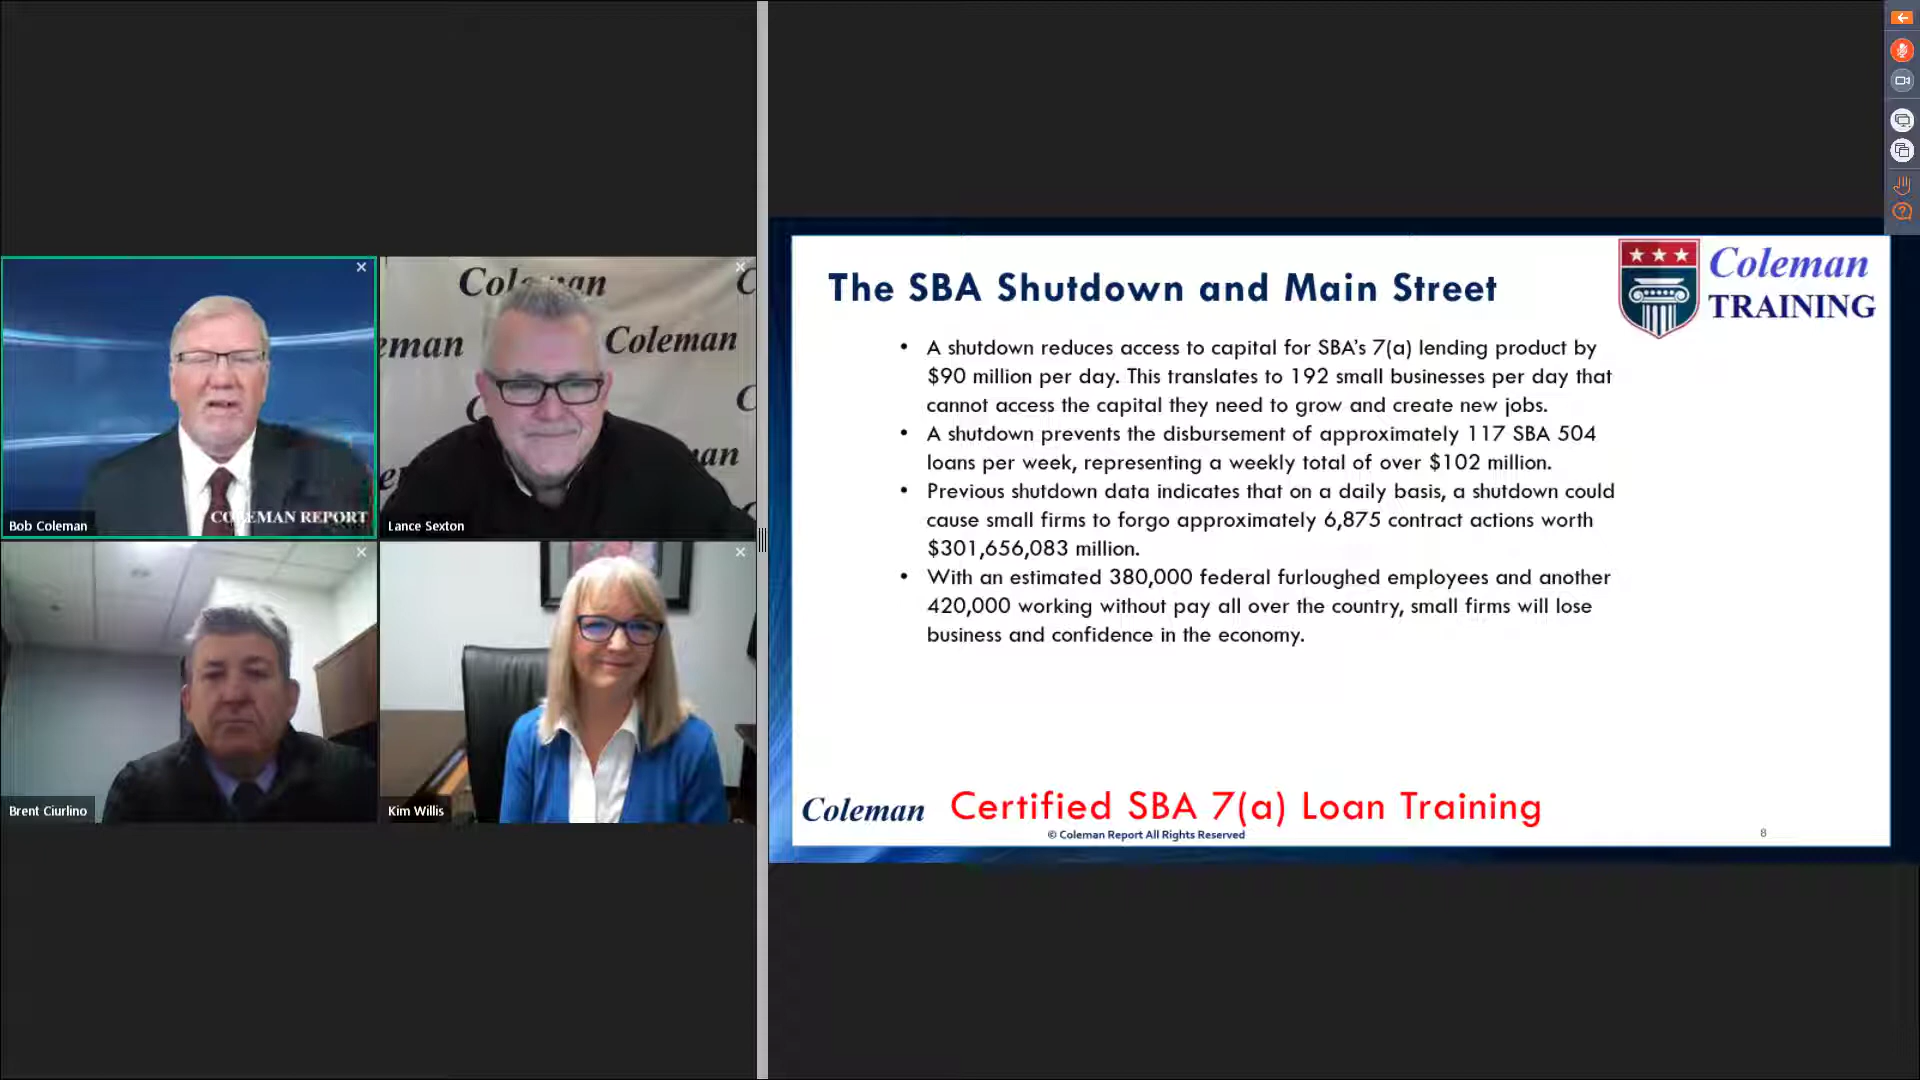 Coleman
eman
Coleman
COLEMAN REPORT
Bob Coleman
Lance Sexton
Brent Ciurlino
Kim Willis
The SBA Shutdown and Main Street
Coleman
TRAINING
• A shutdown reduces access to capital for SBA's 7(a) lending product by
$90 million per day. This translates to 192 small businesses per day that
cannot access the capital they need to grow and create new jobs.
• A shutdown prevents the disbursement of approximately 117 SBA 504
loans per week, representing a weekly total of over $102 million.
• Previous shutdown data indicates that on a daily basis, a shutdown could
cause small firms to forgo approximately 6,875 contract actions worth
$301,656,083 million.
• With an estimated 380,000 federal furloughed employees and another
420,000 working without pay all over the country, small firms will lose
business and confidence in the economy.
Coleman
Certified SBA 7(a) Loan Training
© Coleman Report All Rights Reserved
8